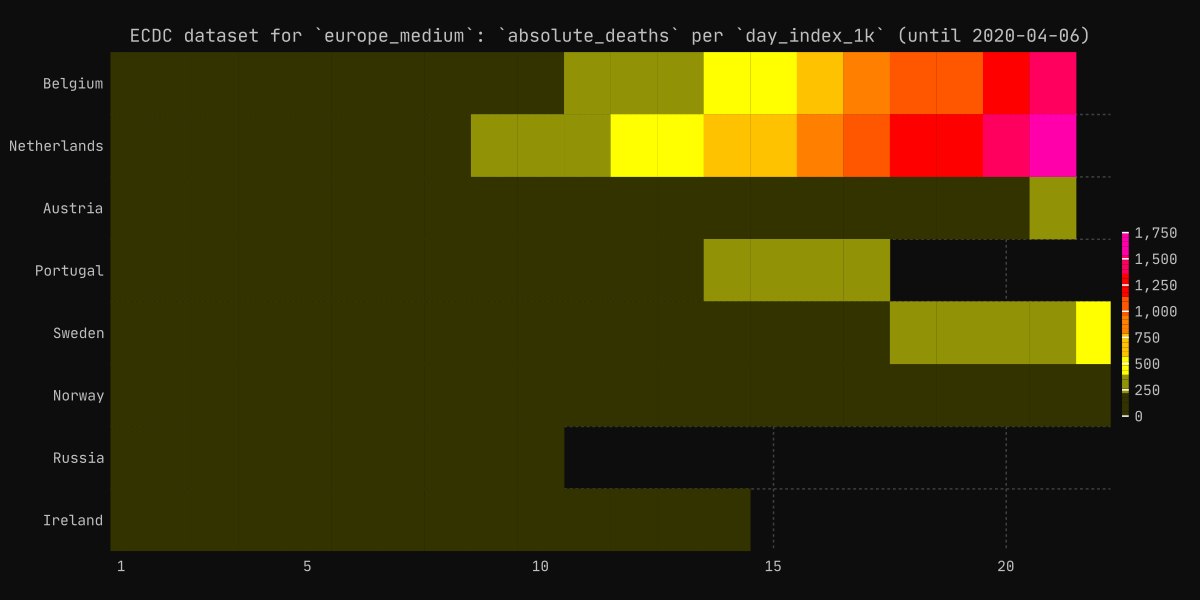 ECDC dataset for `europe_medium`: `absolute_deaths` per `day_index_1k` (until 2020-04-06)
Belgium
Netherlands
Austria
Portugal
Sweden
Norway
Russia
Ireland
1 5 10 15 20
1,750
1,500
1,250
1,000
750
500
250
0